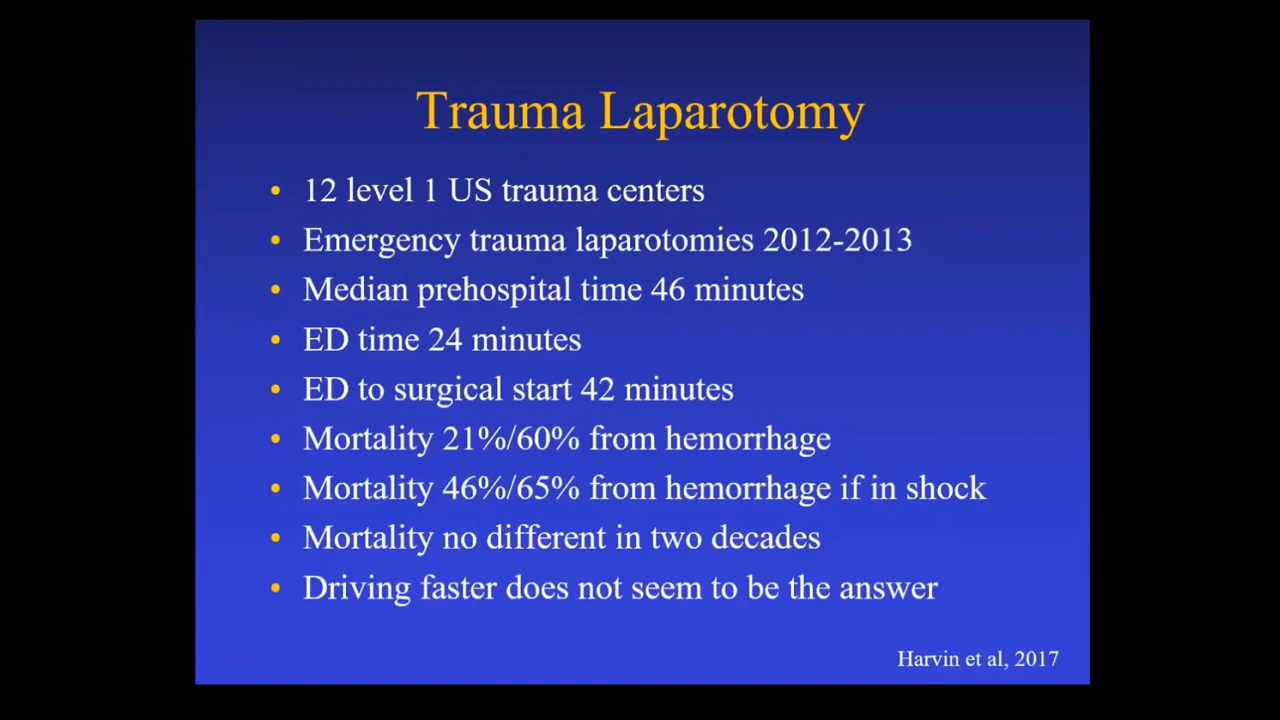 Trauma Laparotomy
• 12 level 1 US trauma centers
• Emergency trauma laparotomies 2012-2013
• Median prehospital time 46 minutes
• ED time 24 minutes
• ED to surgical start 42 minutes
• Mortality 21%/60% from hemorrhage
• Mortality 46%/65% from hemorrhage if in shock
• Mortality no different in two decades
• Driving faster does not seem to be the answer
Harvin et al, 2017